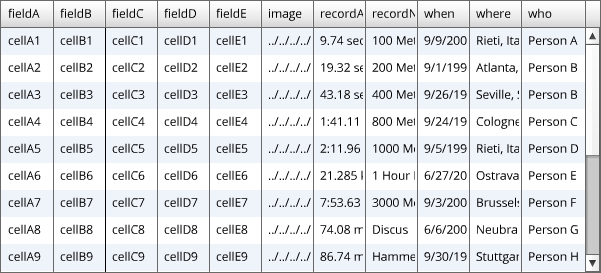 fieldA fieldB fieldC fieldD fieldE image recordA recordN when where who
cellA1 cellB1 cellC1 cellD1 cellE1 ../../../../ 9.74 sec 100 Met 9/9/200 Rieti, Ita Person A
cellA2 cellB2 cellC2 cellD2 cellE2 ../../../../ 19.32 se 200 Met 9/1/199 Atlanta, Person B
cellA3 cellB3 cellC3 cellD3 cellE3 ../../../../ 43.18 se 400 Met 9/26/19 Seville, S Person B
cellA4 cellB4 cellC4 cellD4 cellE4 ../../../../ 1:41.11 800 Met 9/24/19 Cologne Person C
cellA5 cellB5 cellC5 cellD5 cellE5 ../../../../ 2:11.96 1000 M 9/5/199 Rieti, Ita Person D
cellA6 cellB6 cellC6 cellD6 cellE6 ../../../../ 21.285 k 1 Hour Ostrava Person E
cellA7 cellB7 cellC7 cellD7 cellE7 ../../../../ 7:53.63 3000 M 9/3/200 Brussels Person F
cellA8 cellB8 cellC8 cellD8 cellE8 ../../../../ 74.08 m Discus 6/6/200 Neubran Person G
cellA9 cellB9 cellC9 cellD9 cellE9 ../../../../ 86.74 m Hamme 9/30/19 Stuttgar Person H